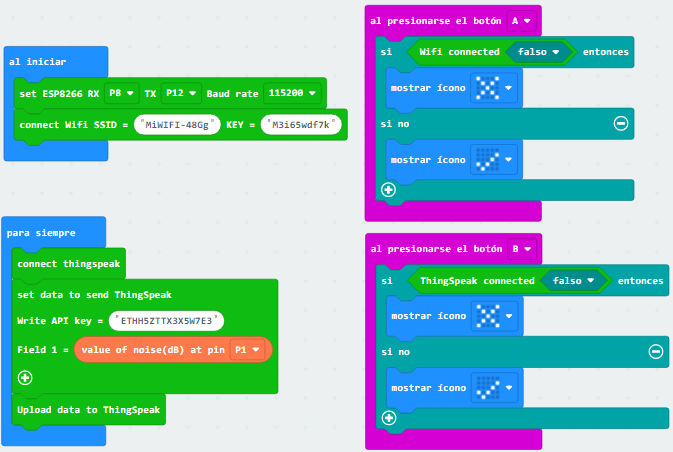 al iniciar
set ESP8266 RX P8 TX P12 Baud rate 115200
connect Wifi SSID = "MiWIFI-48Gg" KEY = "M3i65wdf7k"
para siempre
connect thingspeak
set data to send ThingSpeak
Write API key = "ETHH5ZTTX3X5W7E3"
Field 1 = value of noise(dB) at pin P1
Upload data to ThingSpeak
al presionarse el botón A
si Wifi connected falso entonces
mostrar ícono
si no
mostrar ícono
al presionarse el botón B
si ThingSpeak connected falso entonces
mostrar ícono
si no
mostrar ícono